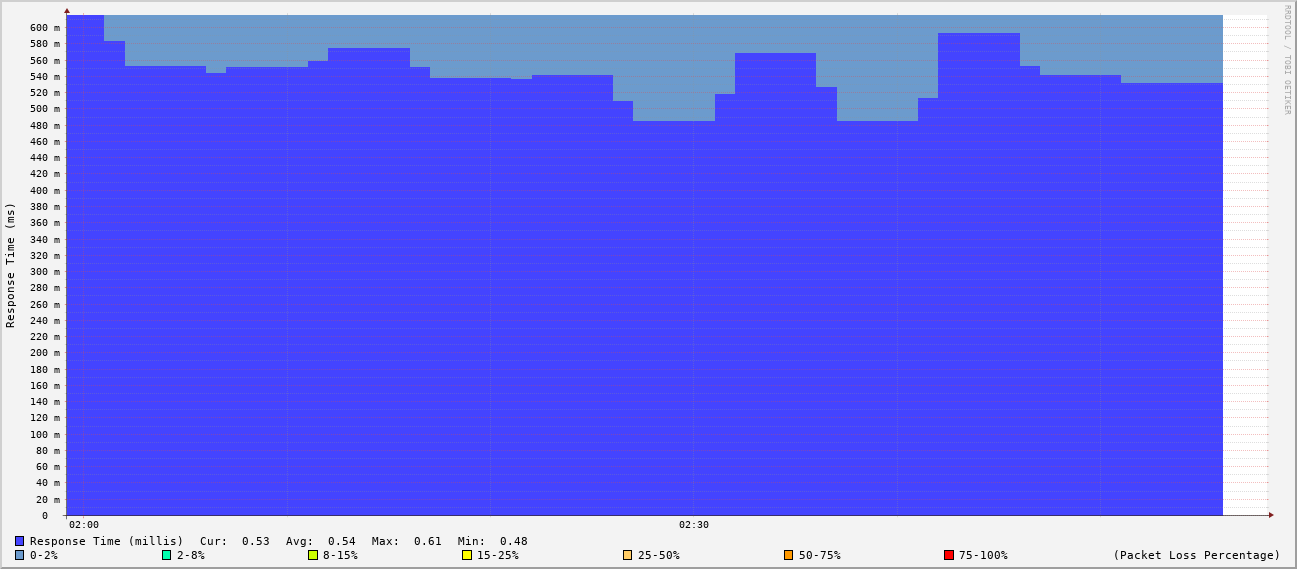 RRDTOOL / TOBI OETIKER
Response Time (ms)
600 m
580 m
560 m
540 m
520 m
500 m
480 m
460 m
440 m
420 m
400 m
380 m
360 m
340 m
320 m
300 m
280 m
260 m
240 m
220 m
200 m
180 m
160 m
140 m
120 m
100 m
80 m
60 m
40 m
20 m
0
02:00 02:30
Response Time (millis) Cur: 0.53 Avg: 0.54 Max: 0.61 Min: 0.48
0-2% 2-8% 8-15% 15-25% 25-50% 50-75% 75-100% (Packet Loss Percentage)